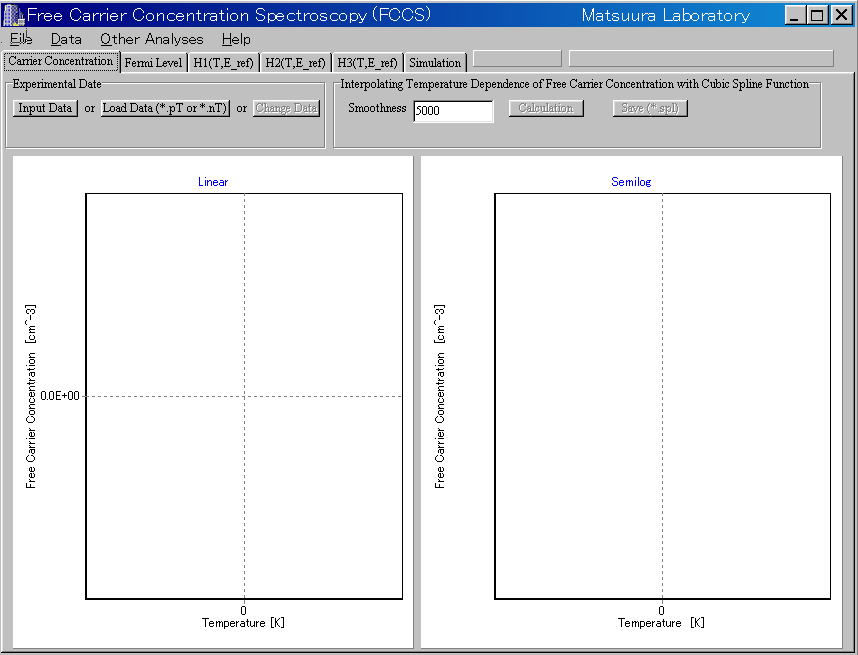 Free Carrier Concentration Spectroscopy (FCCS) Matsuura Laboratory
File Data Other Analyses Help
Carrier Concentration Fermi Level H1(T,E_ref) H2(T,E_ref) H3(T,E_ref) Simulation
Experimental Date
Input Data or Load Data (*.pT or *.nT) or Change Data
Interpolating Temperature Dependence of Free Carrier Concentration with Cubic Spline Function
Smoothness 5000 Calculation Save (*.spl)
Linear
Free Carrier Concentration [cm^-3]
0.0E+00
0
Temperature [K]
Semilog
Free Carrier Concentration [cm^-3]
0
Temperature [K]